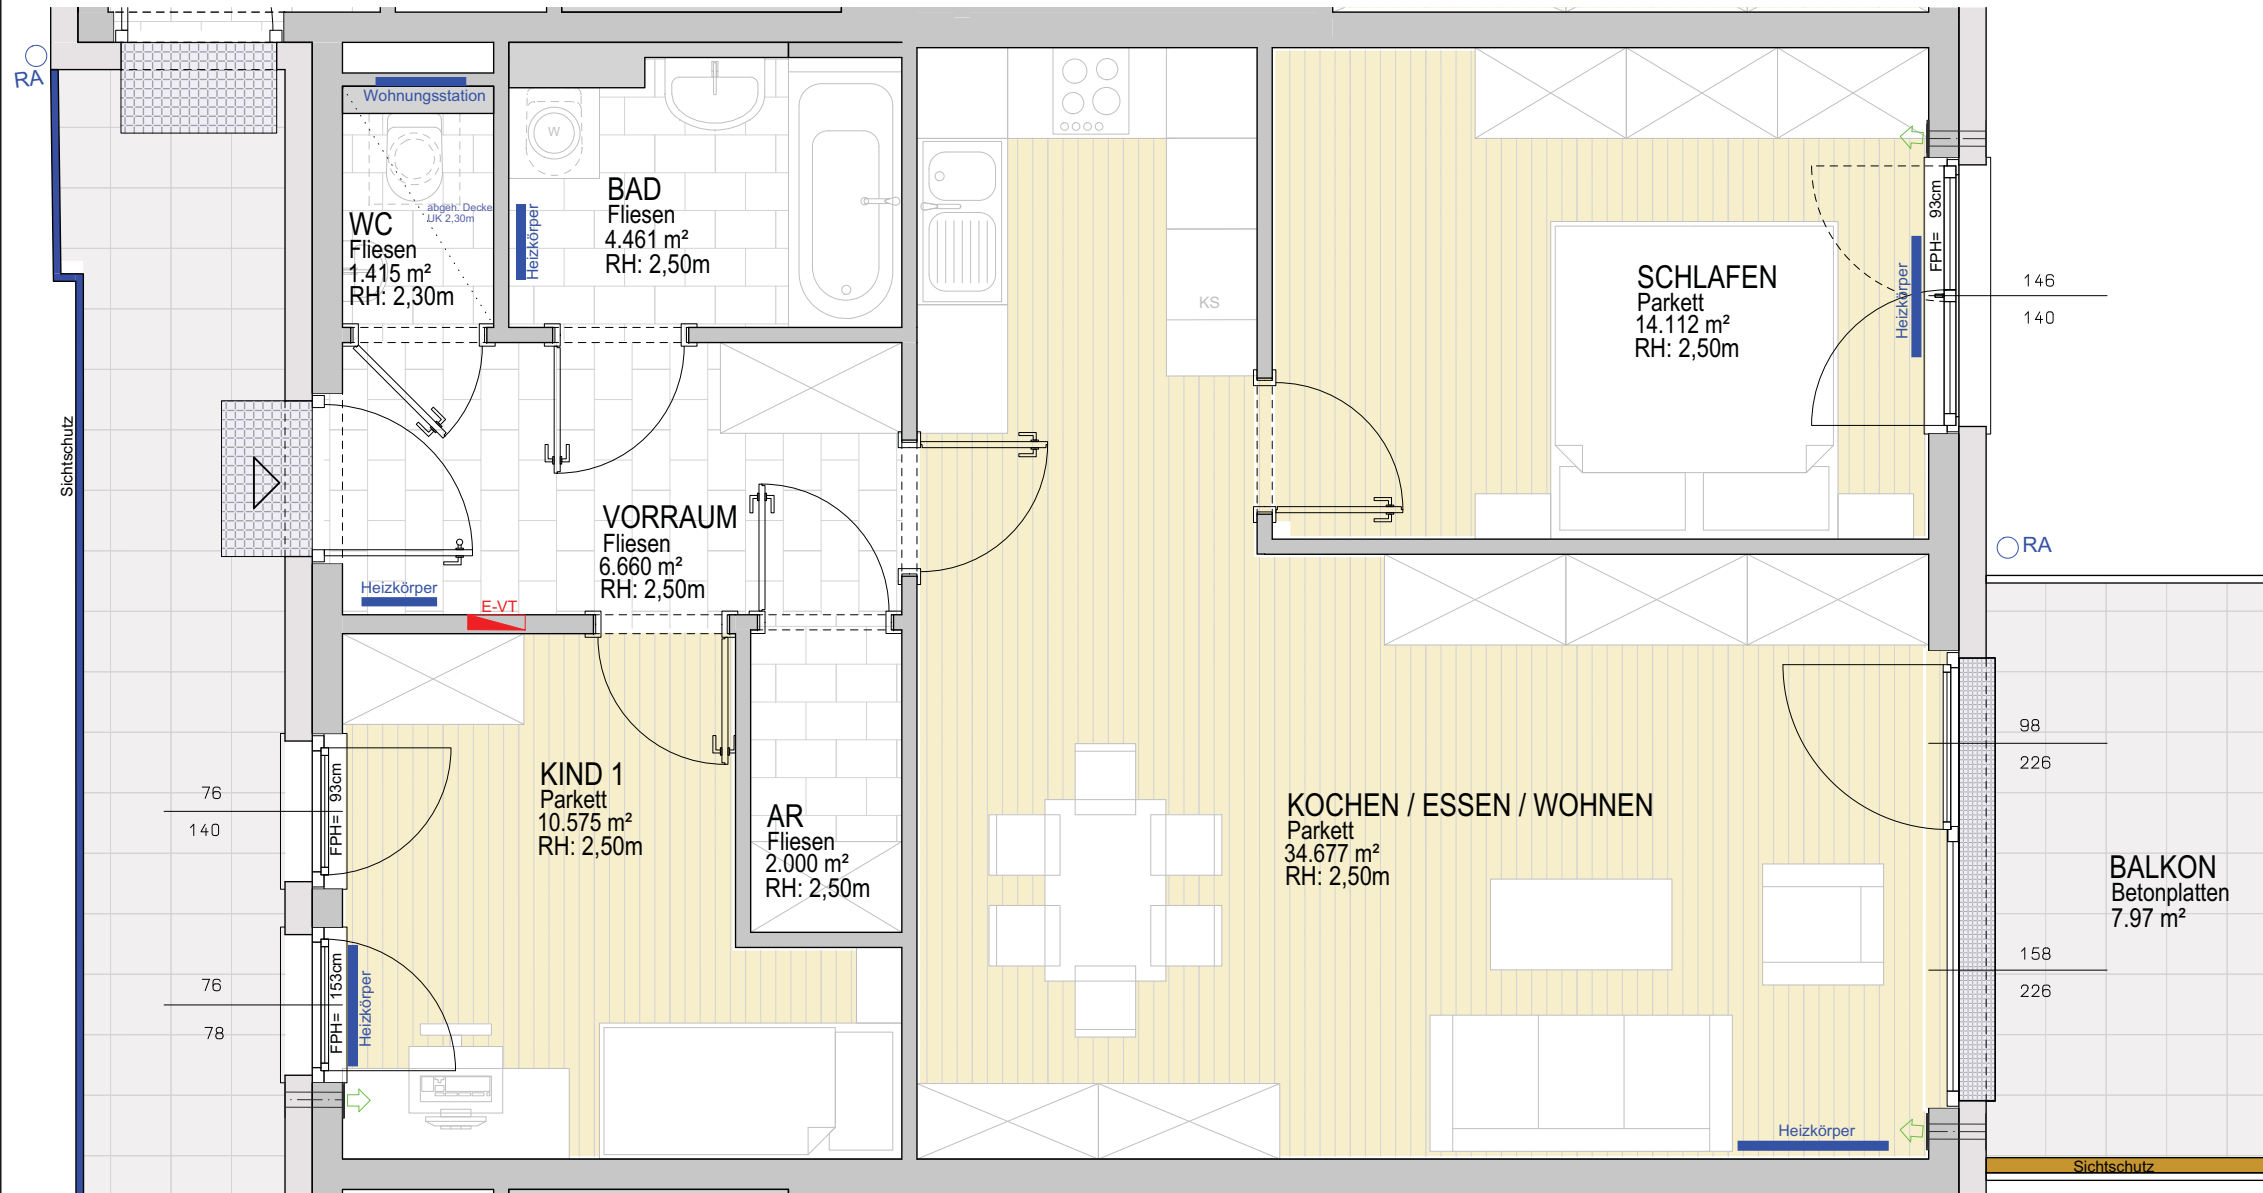 RA
Wohnungsstation
W
abgeh. Decke
UK 2,30m
WC
Fliesen
1.415 m²
RH: 2,30m
Heizkörper
BAD
Fliesen
4.461 m²
RH: 2,50m
KS
SCHLAFEN
Parkett
14.112 m²
RH: 2,50m
Heizkörper
FPH= 93cm
146
140
Sichtschutz
VORRAUM
Fliesen
6.660 m²
RH: 2,50m
Heizkörper
E-VT
RA
KIND 1
Parkett
10.575 m²
RH: 2,50m
FPH= 93cm
76
140
FPH= 153cm
Heizkörper
76
78
AR
Fliesen
2.000 m²
RH: 2,50m
KOCHEN / ESSEN / WOHNEN
Parkett
34.677 m²
RH: 2,50m
98
226
BALKON
Betonplatten
7.97 m²
158
226
Heizkörper
Sichtschutz